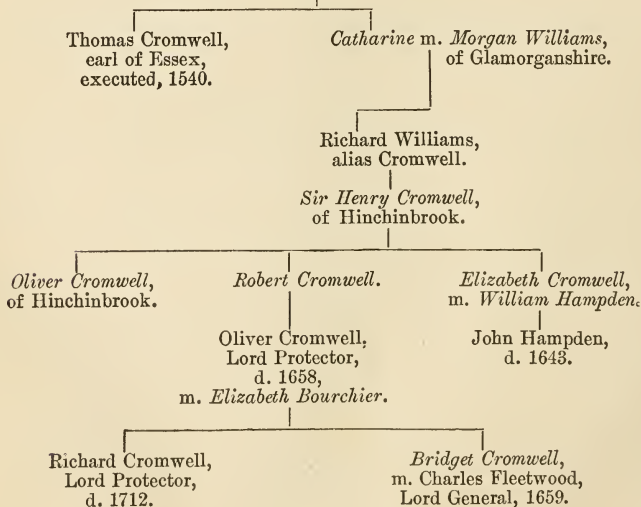 Thomas Cromwell,
earl of Essex,
executed, 1540.
Catharine m. Morgan Williams,
of Glamorganshire.
Richard Williams,
alias Cromwell.
Sir Henry Cromwell,
of Hinchinbrook.
Oliver Cromwell,
of Hinchinbrook.
Robert Cromwell.
Elizabeth Cromwell,
m. William Hampden.
Oliver Cromwell,
Lord Protector,
d. 1658,
m. Elizabeth Bourchier.
John Hampden,
d. 1643.
Richard Cromwell,
Lord Protector,
d. 1712.
Bridget Cromwell,
m. Charles Fleetwood,
Lord General, 1659.